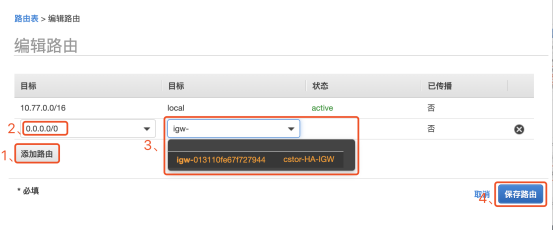 路由表 > 编辑路由
编辑路由
目标 目标 状态 已传播
10.77.0.0/16 local active 否
2、 0.0.0.0/0 igw- 否
3、
1、 添加路由
igw-013110fe67f727944 cstor-HA-IGW
* 必填 取消 4、 保存路由